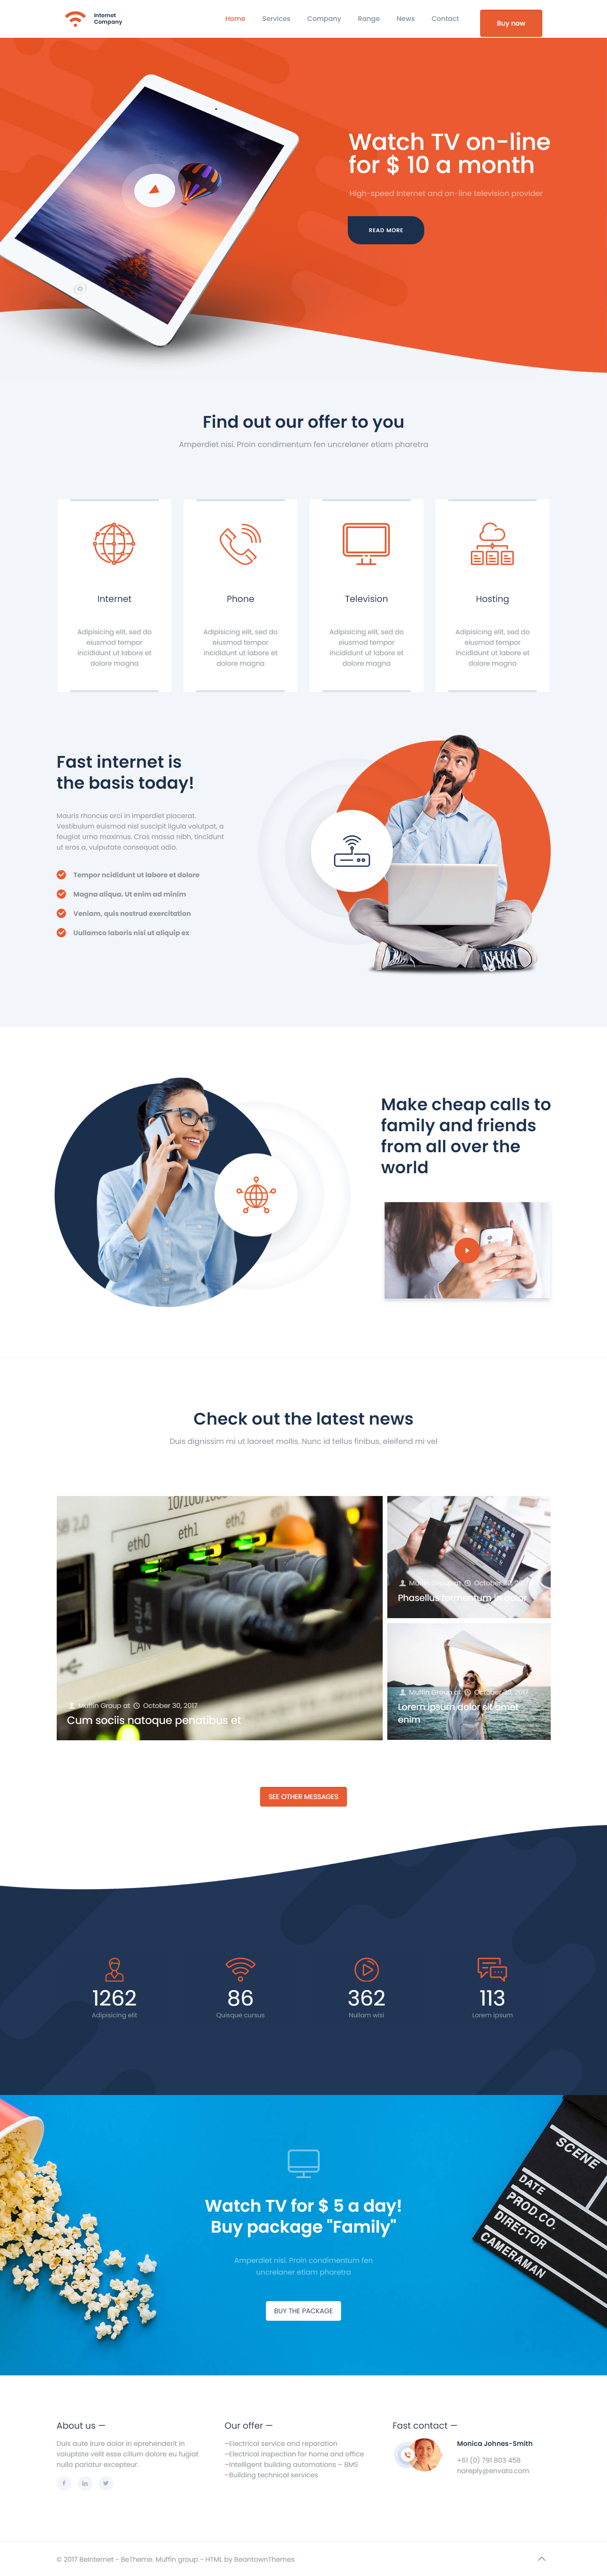 Internet
Company
Home Services Company Range News Contact Buy now
Watch TV on-line
for $ 10 a month
High-speed Internet and on-line television provider
READ MORE
Find out our offer to you
Amperdiet nisi. Proin condimentum fen uncrelaner etiam pharetra
Internet
Adipisicing elit, sed do
eiusmod tempor
incididunt ut labore et
dolore magna
Phone
Adipisicing elit, sed do
eiusmod tempor
incididunt ut labore et
dolore magna
Television
Adipisicing elit, sed do
eiusmod tempor
incididunt ut labore et
dolore magna
Hosting
Adipisicing elit, sed do
eiusmod tempor
incididunt ut labore et
dolore magna
Fast internet is
the basis today!
Mauris rhoncus orci in imperdiet placerat.
Vestibulum euismod nisl suscipit ligula volutpat, a
feugiat urna maximus. Cras massa nibh, tincidunt
ut eros a, vulputate consequat odio.
Tempor ncididunt ut labore et dolore
Magna aliqua. Ut enim ad minim
Veniam, quis nostrud exercitation
Uullamco laboris nisi ut aliquip ex
Make cheap calls to
family and friends
from all over the
world
Check out the latest news
Duis dignissim mi ut laoreet mollis. Nunc id tellus finibus, eleifend mi vel
10/100/1000
SB 2.0
eth0
eth1
eth2
LAN
Muffin Group at October 30, 2017
Cum sociis natoque penatibus et
Muffin Group at October 30, 2017
Phasellus fermentum in dolor
Muffin Group at October 30, 2017
Lorem ipsum dolor sit amet
enim
SEE OTHER MESSAGES
1262
Adipisicing elit
86
Quisque cursus
362
Nullam wisi
113
Lorem ipsum
SCENE
DATE
PROD.CO.
DIRECTOR
CAMERAMAN
Watch TV for $ 5 a day!
Buy package "Family"
Amperdiet nisi. Proin condimentum fen
uncrelaner etiam pharetra
BUY THE PACKAGE
About us —
Duis aute irure dolor in eprehenderit in
voluptate velit esse cillum dolore eu fugiat
nulla pariatur excepteur.
Our offer —
–Electrical service and reparation
–Electrical inspection for home and office
–Intelligent building automations – BMS
–Building technical services
Fast contact —
Monica Johnes-Smith
+61 (0) 791 803 458
noreply@envato.com
© 2017 BeInternet - BeTheme. Muffin group - HTML by BeantownThemes